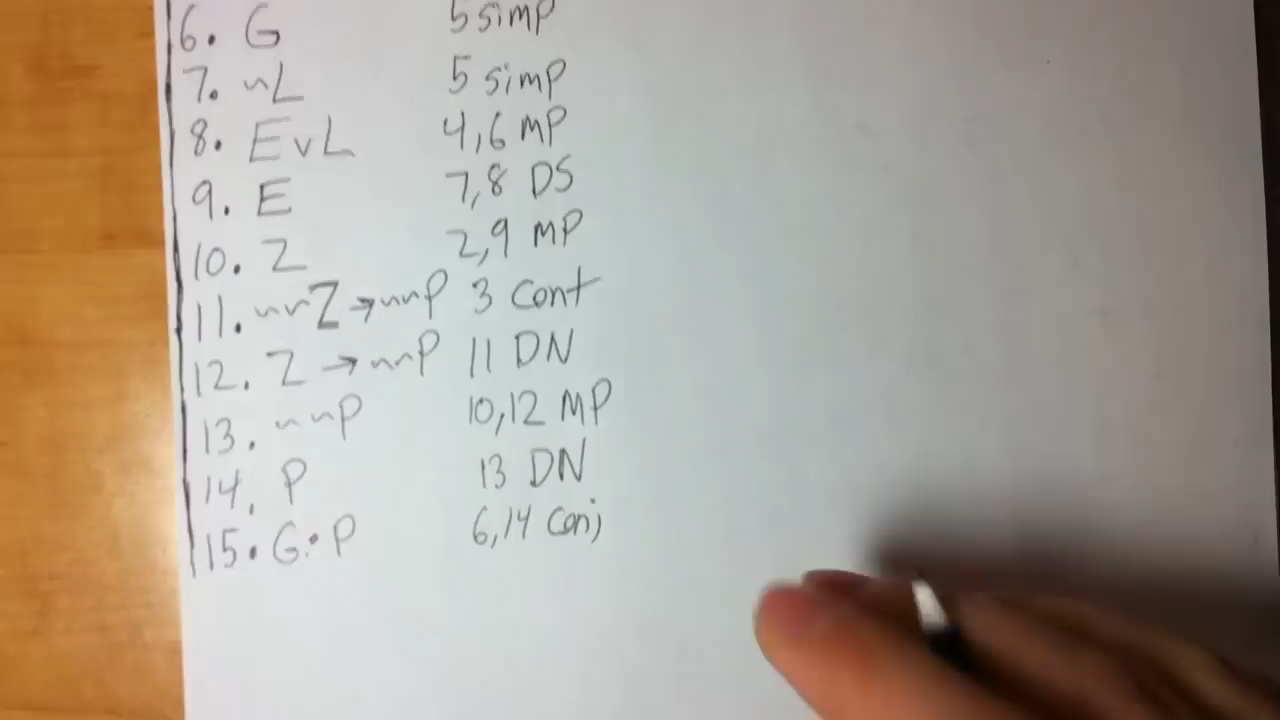 6. G 5 simp
7. ~L 5 simp
8. E v L 4,6 MP
9. E 7,8 DS
10. Z 2,9 MP
11. ~~Z → ~~P 3 Cont
12. Z → ~~P 11 DN
13. ~~P 10,12 MP
14. P 13 DN
15. G • P 6,14 Conj